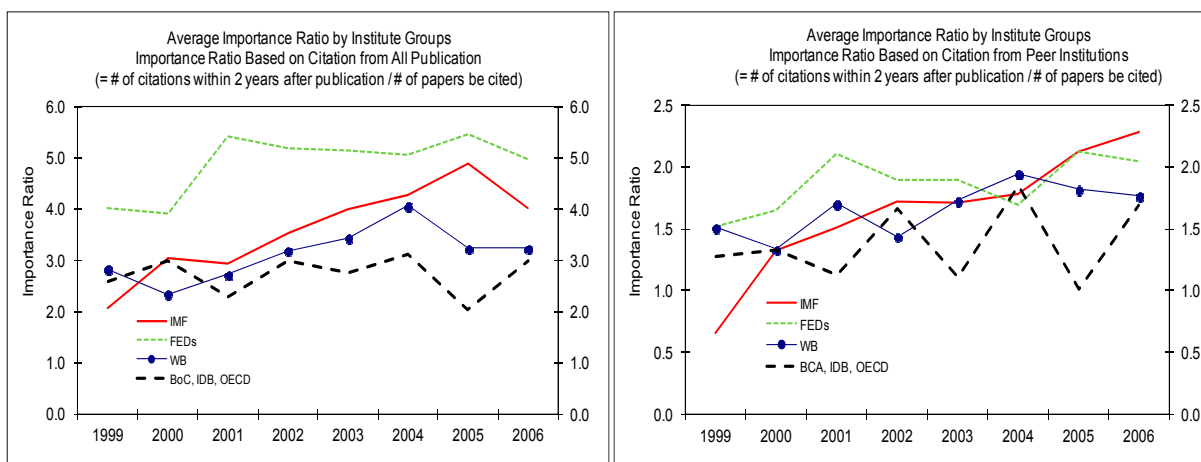 Average Importance Ratio by Institute Groups
Importance Ratio Based on Citation from All Publication
(= # of citations within 2 years after publication / # of papers be cited)
6.0 6.0
5.0 5.0
4.0 4.0
3.0 3.0
2.0 2.0
1.0 1.0
0.0 0.0
Importance Ratio
IMF
FEDs
WB
BoC, IDB, OECD
1999 2000 2001 2002 2003 2004 2005 2006
Average Importance Ratio by Institute Groups
Importance Ratio Based on Citation from Peer Institutions
(= # of citations within 2 years after publication / # of papers be cited)
2.5 2.5
2.0 2.0
1.5 1.5
1.0 1.0
0.5 0.5
0.0 0.0
Importance Ratio
IMF
FEDs
WB
BCA, IDB, OECD
1999 2000 2001 2002 2003 2004 2005 2006